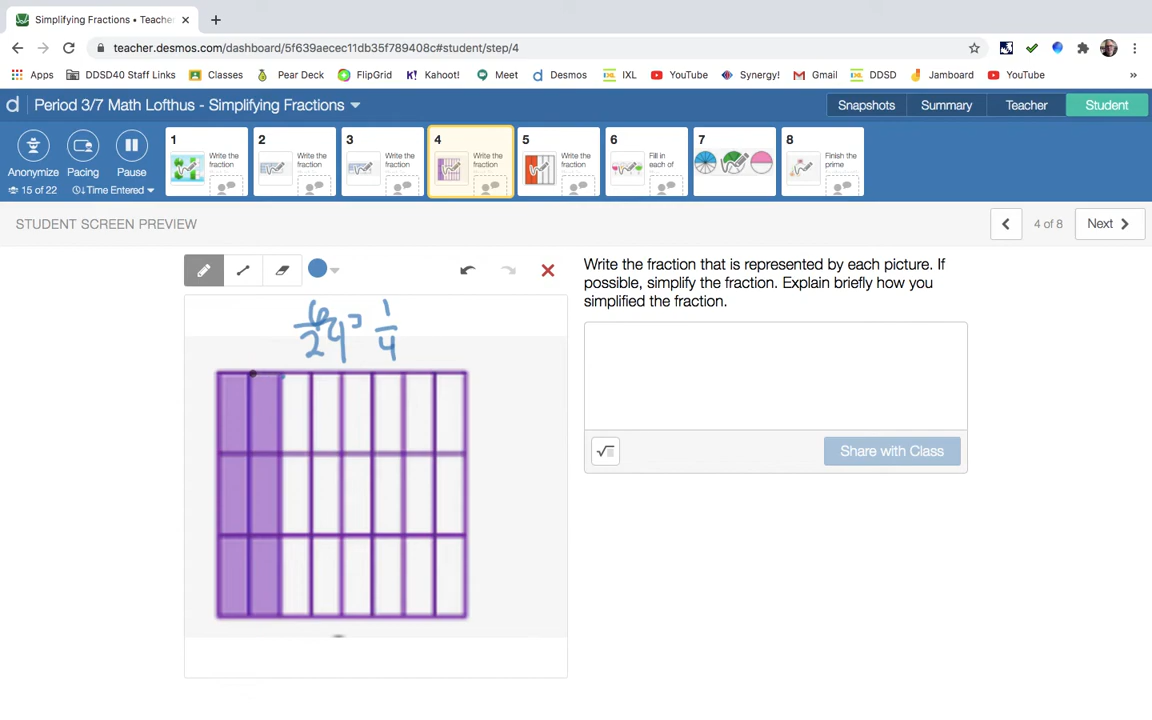 Simplifying Fractions • Teacher
teacher.desmos.com/dashboard/5f639aecec11db35f789408c#student/step/4
Apps DDSD40 Staff Links Classes Pear Deck FlipGrid Kahoot! Meet Desmos IXL YouTube Synergy! Gmail DDSD Jamboard YouTube »
d Period 3/7 Math Lofthus - Simplifying Fractions Snapshots Summary Teacher Student
Anonymize Pacing Pause
15 of 22 Time Entered
1 Write the fraction
2 Write the fraction
3 Write the fraction
4 Write the fraction
5 Write the fraction
6 Fill in each of
7
8 Finish the prime
STUDENT SCREEN PREVIEW 4 of 8 Next
6/24 = 1/4
Write the fraction that is represented by each picture. If
possible, simplify the fraction. Explain briefly how you
simplified the fraction.
Share with Class